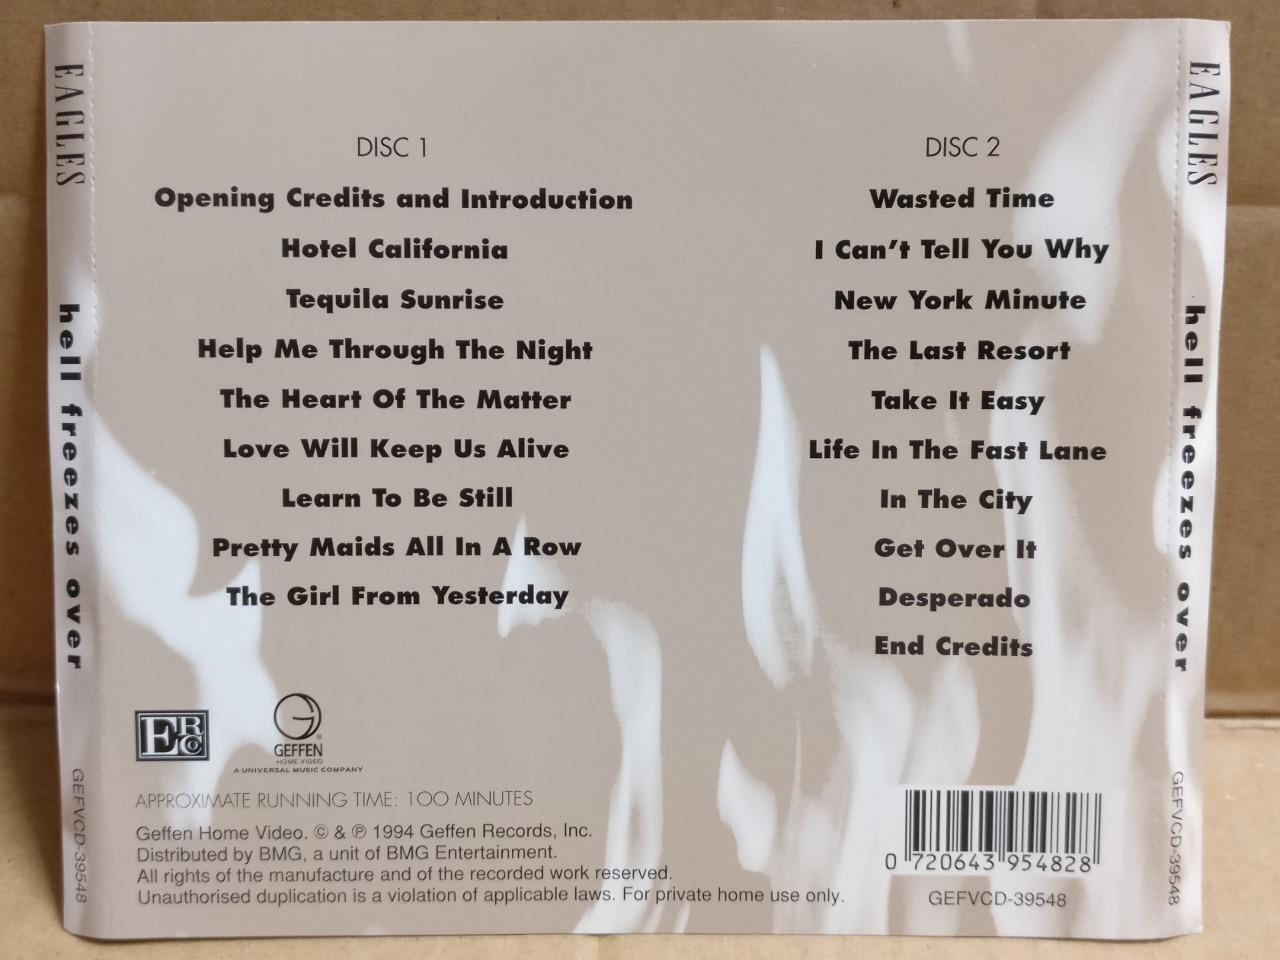 EAGLES
hell freezes over
GEFVCD-39548
DISC 1
Opening Credits and Introduction
Hotel California
Tequila Sunrise
Help Me Through The Night
The Heart Of The Matter
Love Will Keep Us Alive
Learn To Be Still
Pretty Maids All In A Row
The Girl From Yesterday
DISC 2
Wasted Time
I Can't Tell You Why
New York Minute
The Last Resort
Take It Easy
Life In The Fast Lane
In The City
Get Over It
Desperado
End Credits
ERC
GEFFEN
HOME VIDEO
A UNIVERSAL MUSIC COMPANY
APPROXIMATE RUNNING TIME: 100 MINUTES
Geffen Home Video. © & ℗ 1994 Geffen Records, Inc.
Distributed by BMG, a unit of BMG Entertainment.
All rights of the manufacture and of the recorded work reserved.
Unauthorised duplication is a violation of applicable laws. For private home use only.
0 720643 954828
GEFVCD-39548
EAGLES
hell freezes over
GEFVCD-39548